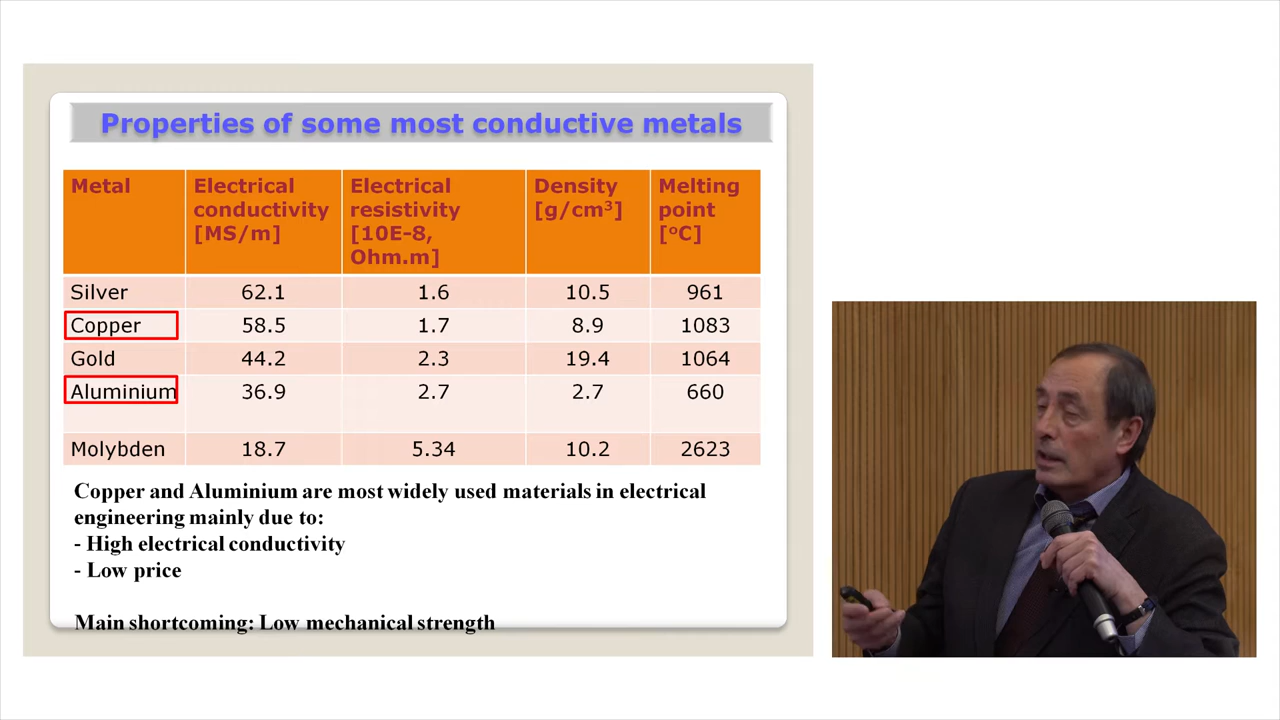 Properties of some most conductive metals
Metal Electrical conductivity [MS/m] Electrical resistivity [10E-8, Ohm.m] Density [g/cm³] Melting point [°C]
Silver 62.1 1.6 10.5 961
Copper 58.5 1.7 8.9 1083
Gold 44.2 2.3 19.4 1064
Aluminium 36.9 2.7 2.7 660
Molybden 18.7 5.34 10.2 2623
Copper and Aluminium are most widely used materials in electrical
engineering mainly due to:
- High electrical conductivity
- Low price
Main shortcoming: Low mechanical strength